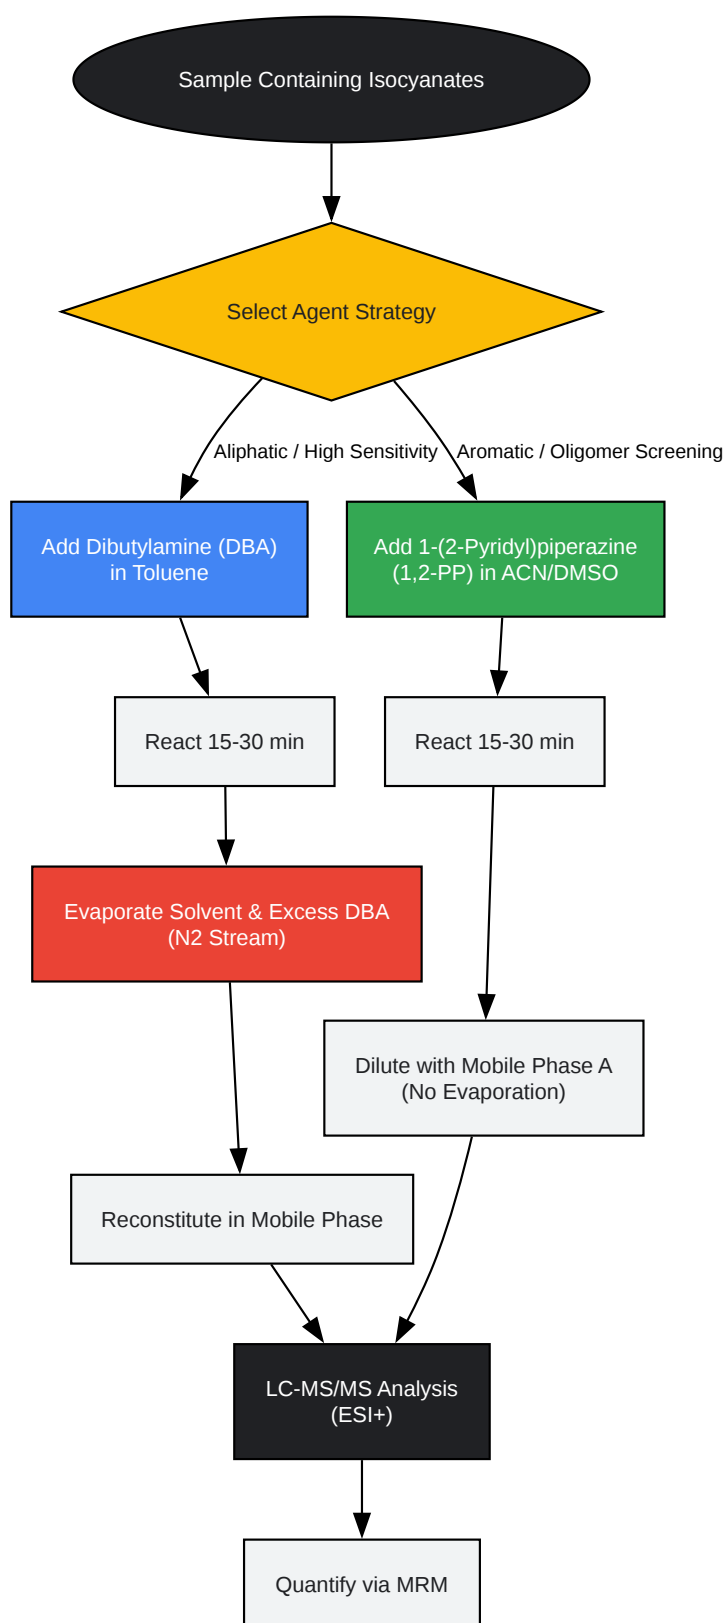 Sample Containing Isocyanates
Select Agent Strategy
Aliphatic / High Sensitivity
Aromatic / Oligomer Screening
Add Dibutylamine (DBA)
in Toluene
Add 1-(2-Pyridyl)piperazine
(1,2-PP) in ACN/DMSO
React 15-30 min
React 15-30 min
Evaporate Solvent & Excess DBA
(N2 Stream)
Dilute with Mobile Phase A
(No Evaporation)
Reconstitute in Mobile Phase
LC-MS/MS Analysis
(ESI+)
Quantify via MRM